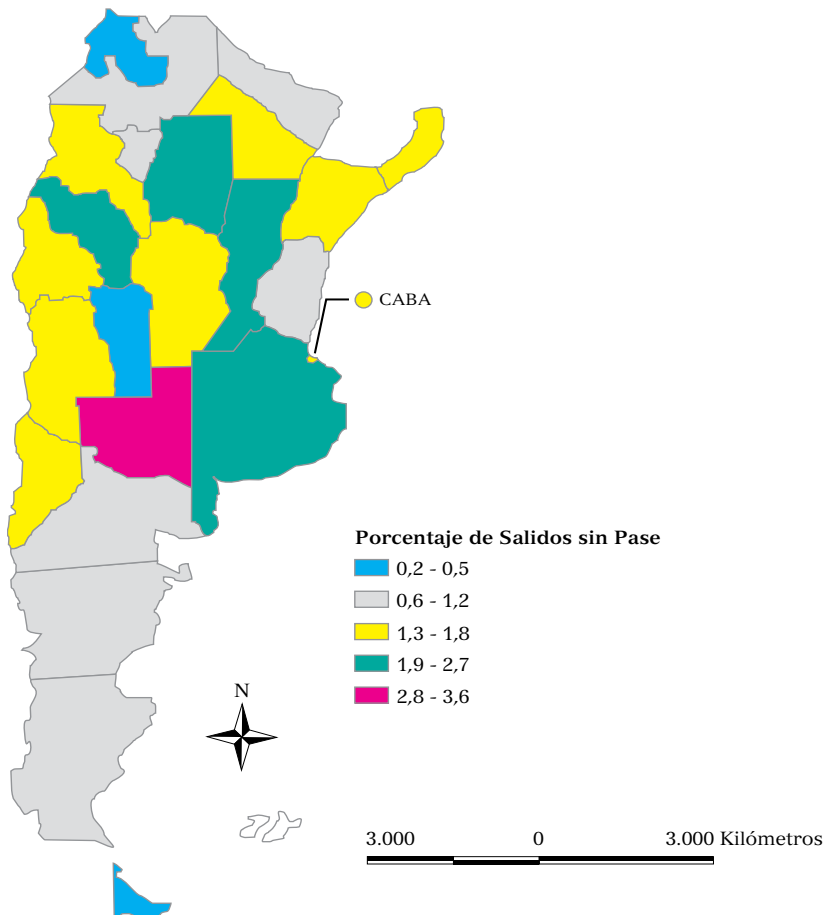 CABA
Porcentaje de Salidos sin Pase
0,2 - 0,5
0,6 - 1,2
1,3 - 1,8
1,9 - 2,7
2,8 - 3,6
N
3.000 0 3.000 Kilómetros